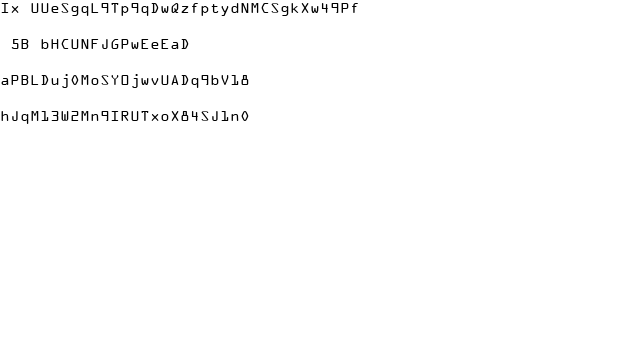 Ix UUeSgqL9Tp9qDwQzfptydNMCSgkXw49Pf
5B bHCUNFJGPwEeEaD
aPBLDuj0MoSYOjwvUADq9bV18
hJqM13W2Mn9IRUTxoX84SJ1n0